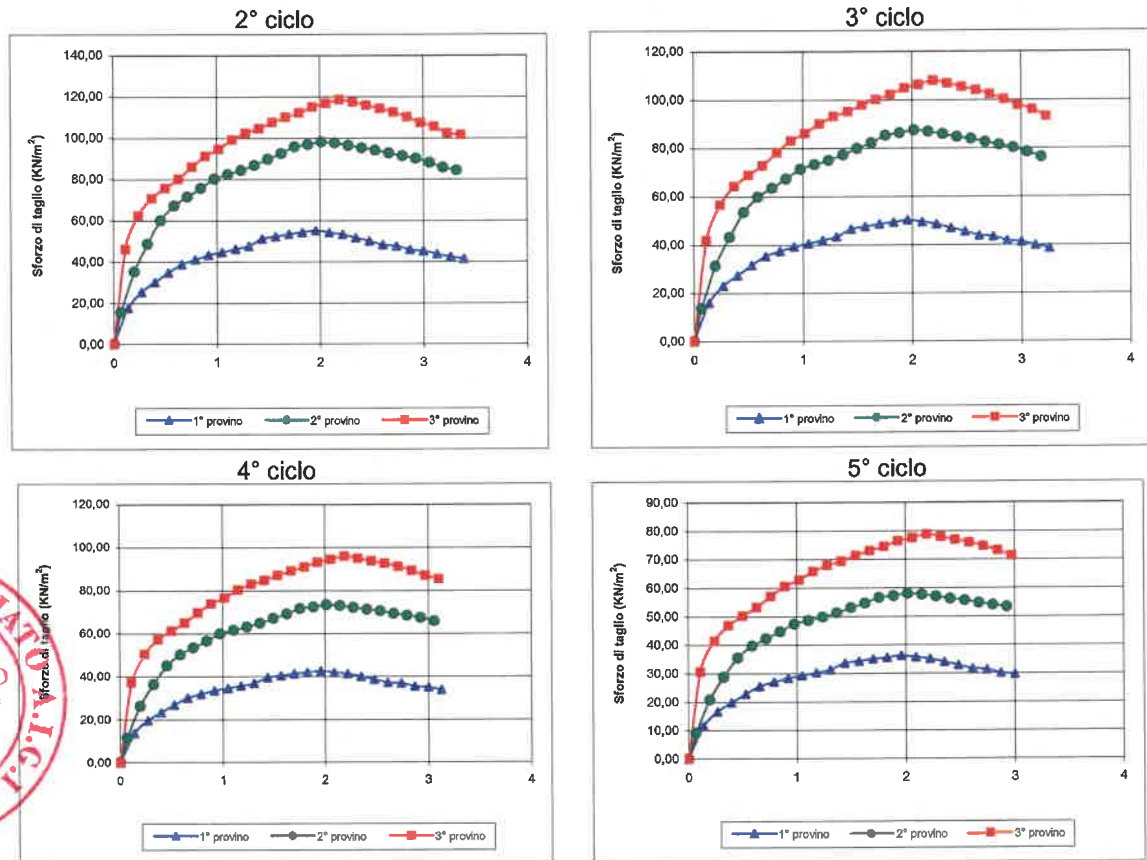 2° ciclo
Sforzo di taglio (KN/m²)
140,00
120,00
100,00
80,00
60,00
40,00
20,00
0,00
0 1 2 3 4
1° provino 2° provino 3° provino
3° ciclo
Sforzo di taglio (KN/m²)
120,00
100,00
80,00
60,00
40,00
20,00
0,00
0 1 2 3 4
1° provino 2° provino 3° provino
4° ciclo
Sforzo di taglio (KN/m²)
120,00
100,00
80,00
60,00
40,00
20,00
0,00
0 1 2 3 4
1° provino 2° provino 3° provino
5° ciclo
Sforzo di taglio (KN/m²)
90,00
80,00
70,00
60,00
50,00
40,00
30,00
20,00
10,00
0,00
0 1 2 3 4
1° provino 2° provino 3° provino
A.I.G.I